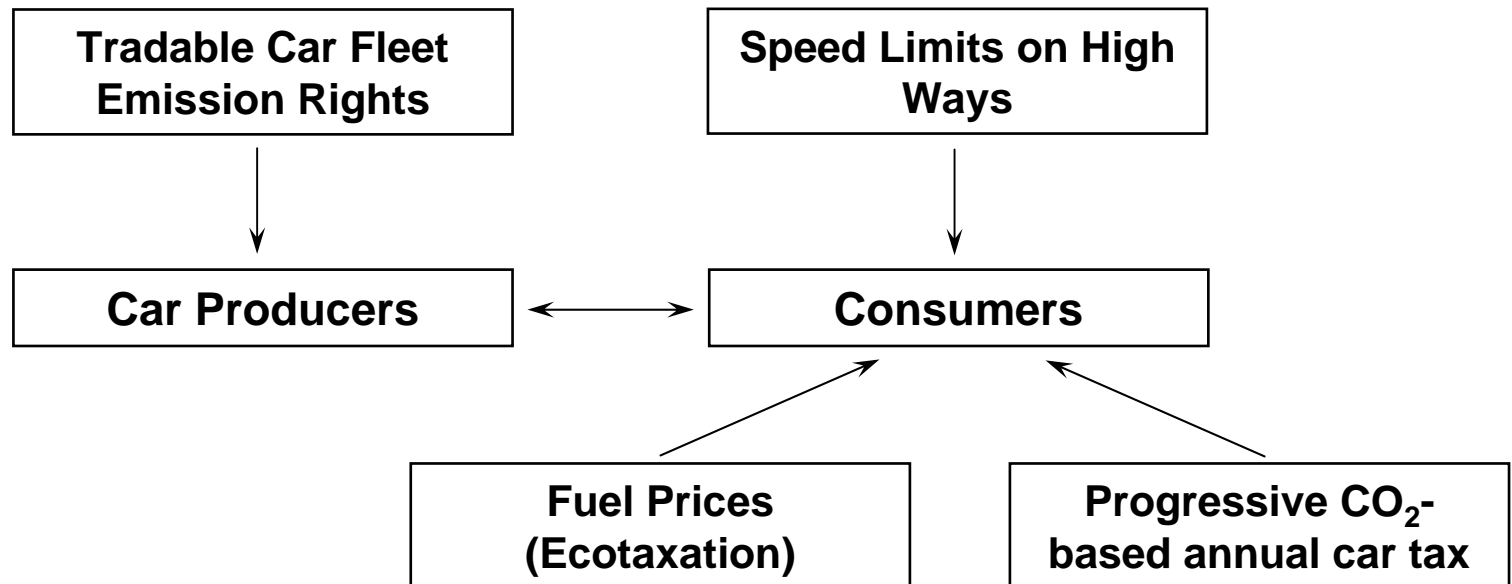 Tradable Car Fleet
Emission Rights
Speed Limits on High
Ways
Car Producers
Consumers
Fuel Prices
(Ecotaxation)
Progressive CO₂-
based annual car tax